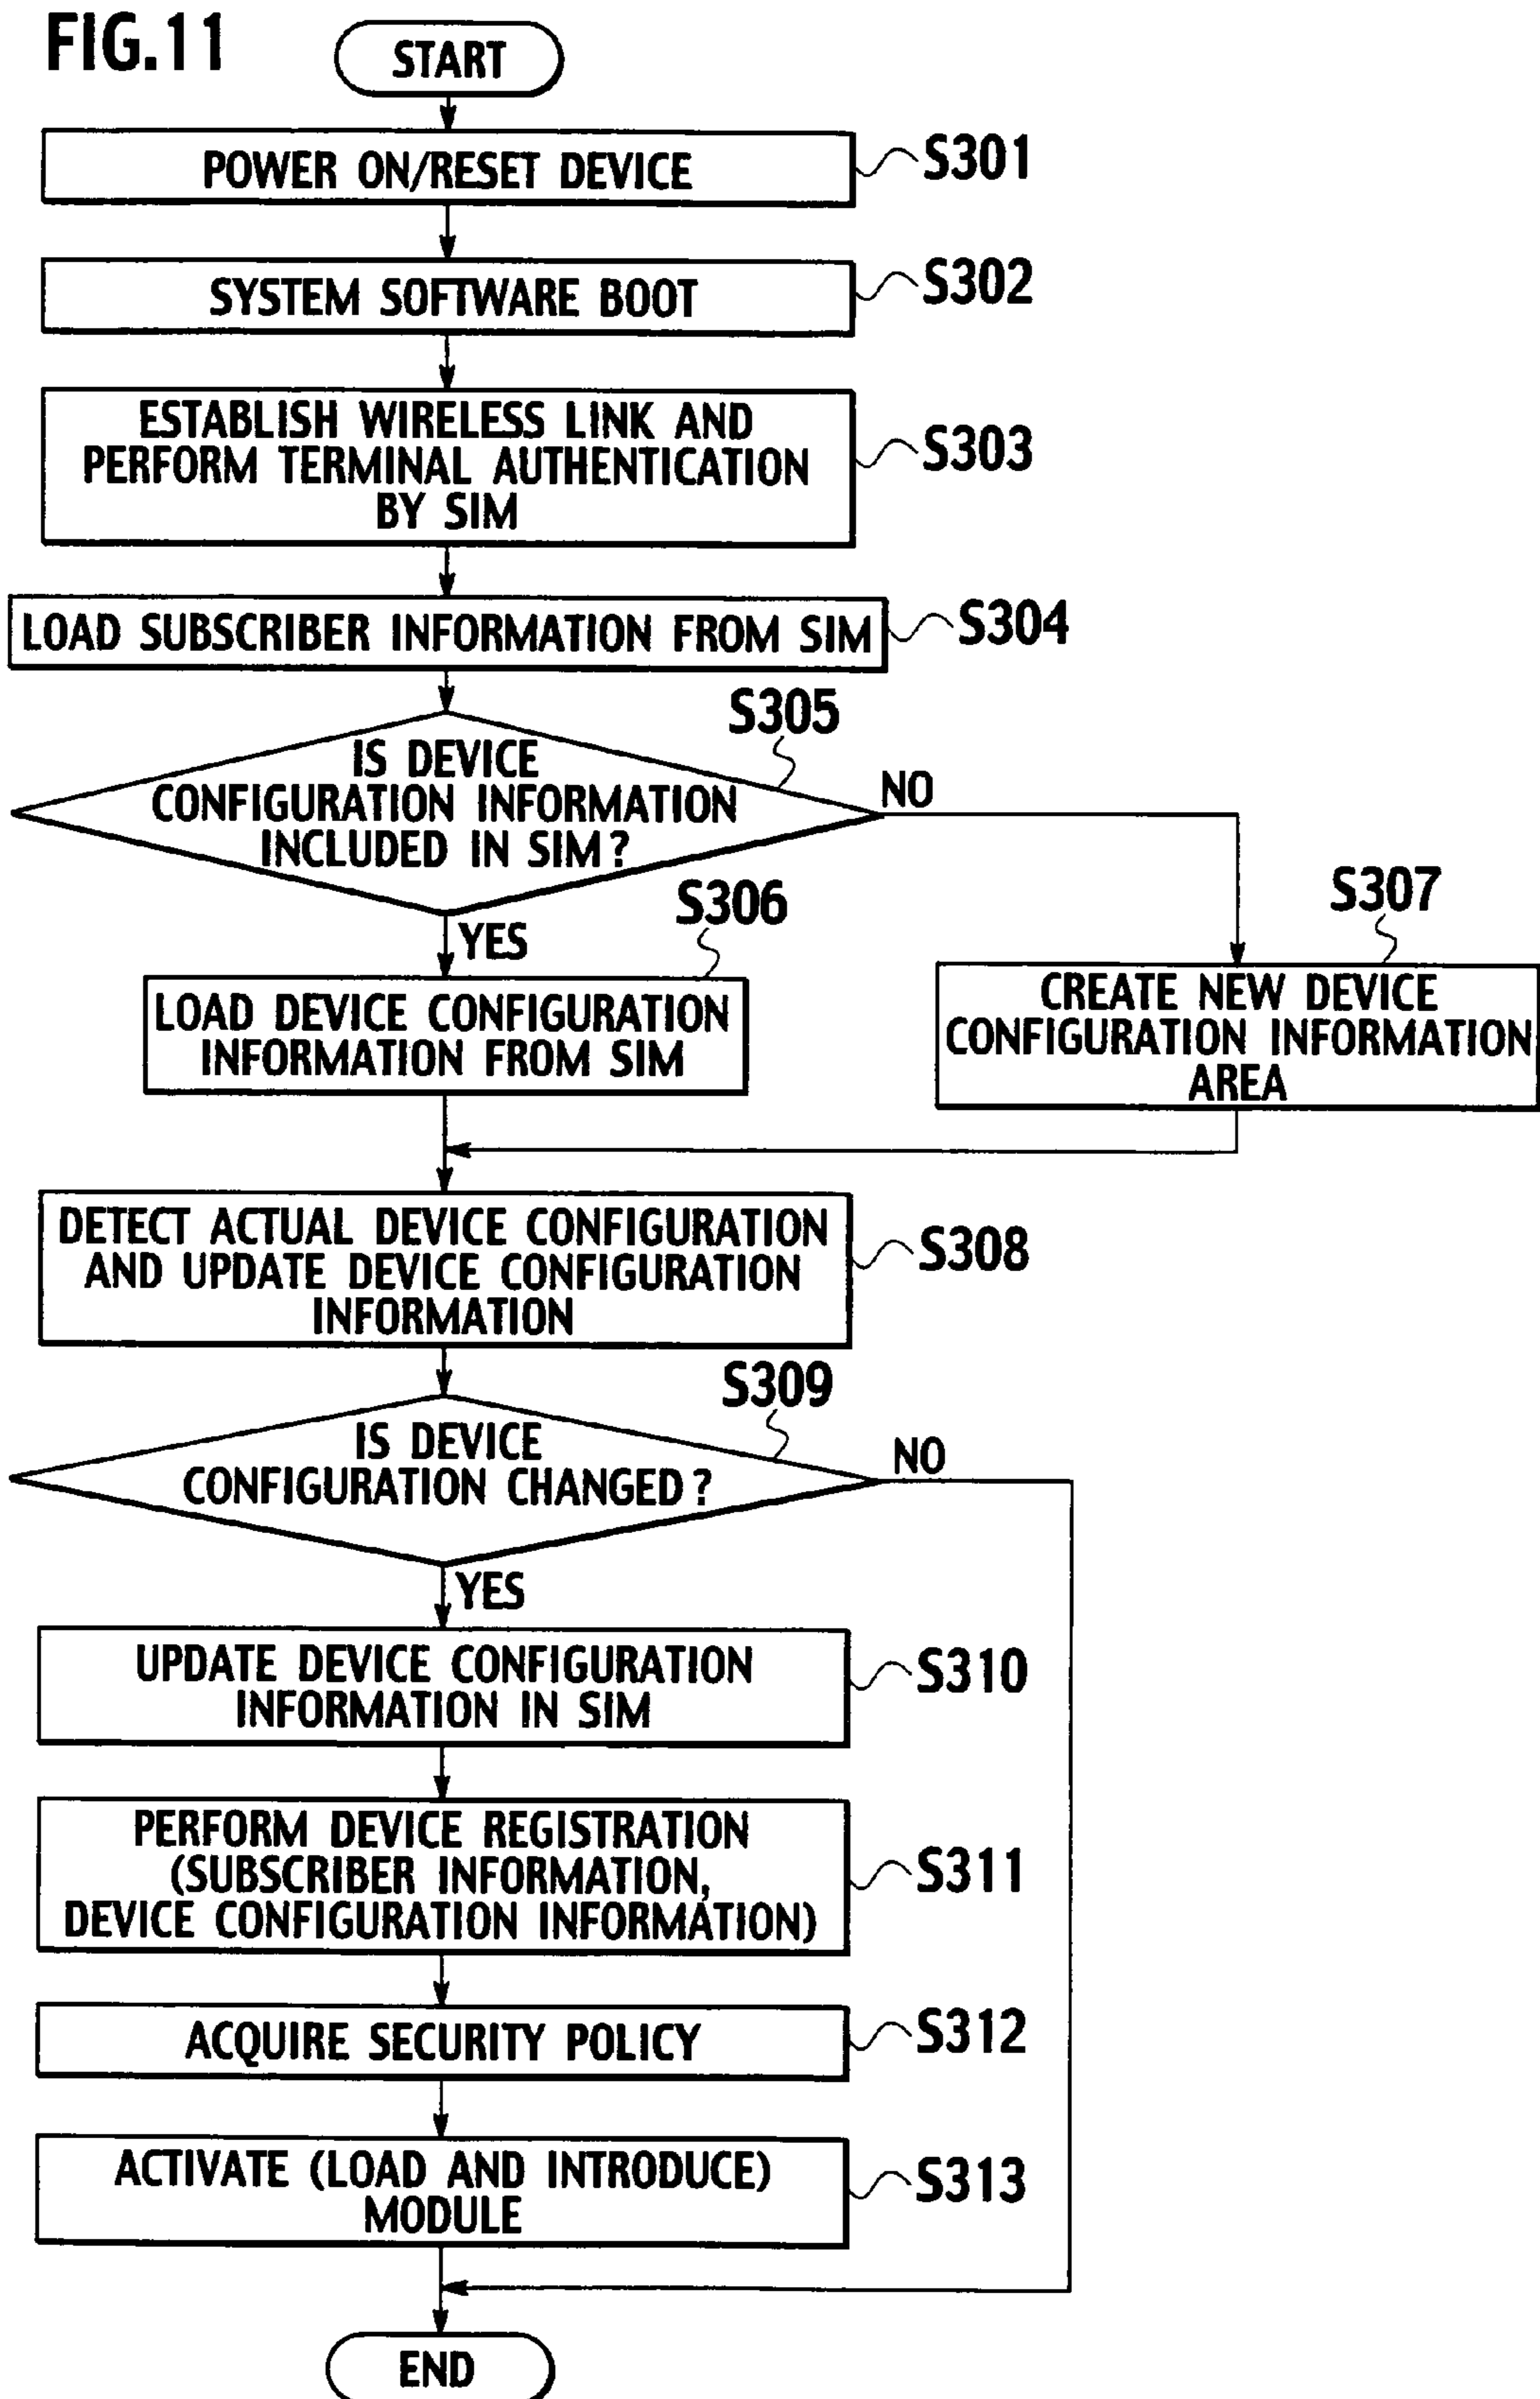 FIG.11
START
POWER ON/RESET DEVICE
S301
SYSTEM SOFTWARE BOOT
S302
ESTABLISH WIRELESS LINK AND
PERFORM TERMINAL AUTHENTICATION
BY SIM
S303
LOAD SUBSCRIBER INFORMATION FROM SIM
S304
S305
IS DEVICE
CONFIGURATION INFORMATION
INCLUDED IN SIM?
NO
YES
S306
LOAD DEVICE CONFIGURATION
INFORMATION FROM SIM
S307
CREATE NEW DEVICE
CONFIGURATION INFORMATION
AREA
DETECT ACTUAL DEVICE CONFIGURATION
AND UPDATE DEVICE CONFIGURATION
INFORMATION
S308
S309
IS DEVICE
CONFIGURATION CHANGED?
NO
YES
UPDATE DEVICE CONFIGURATION
INFORMATION IN SIM
S310
PERFORM DEVICE REGISTRATION
(SUBSCRIBER INFORMATION,
DEVICE CONFIGURATION INFORMATION)
S311
ACQUIRE SECURITY POLICY
S312
ACTIVATE (LOAD AND INTRODUCE)
MODULE
S313
END